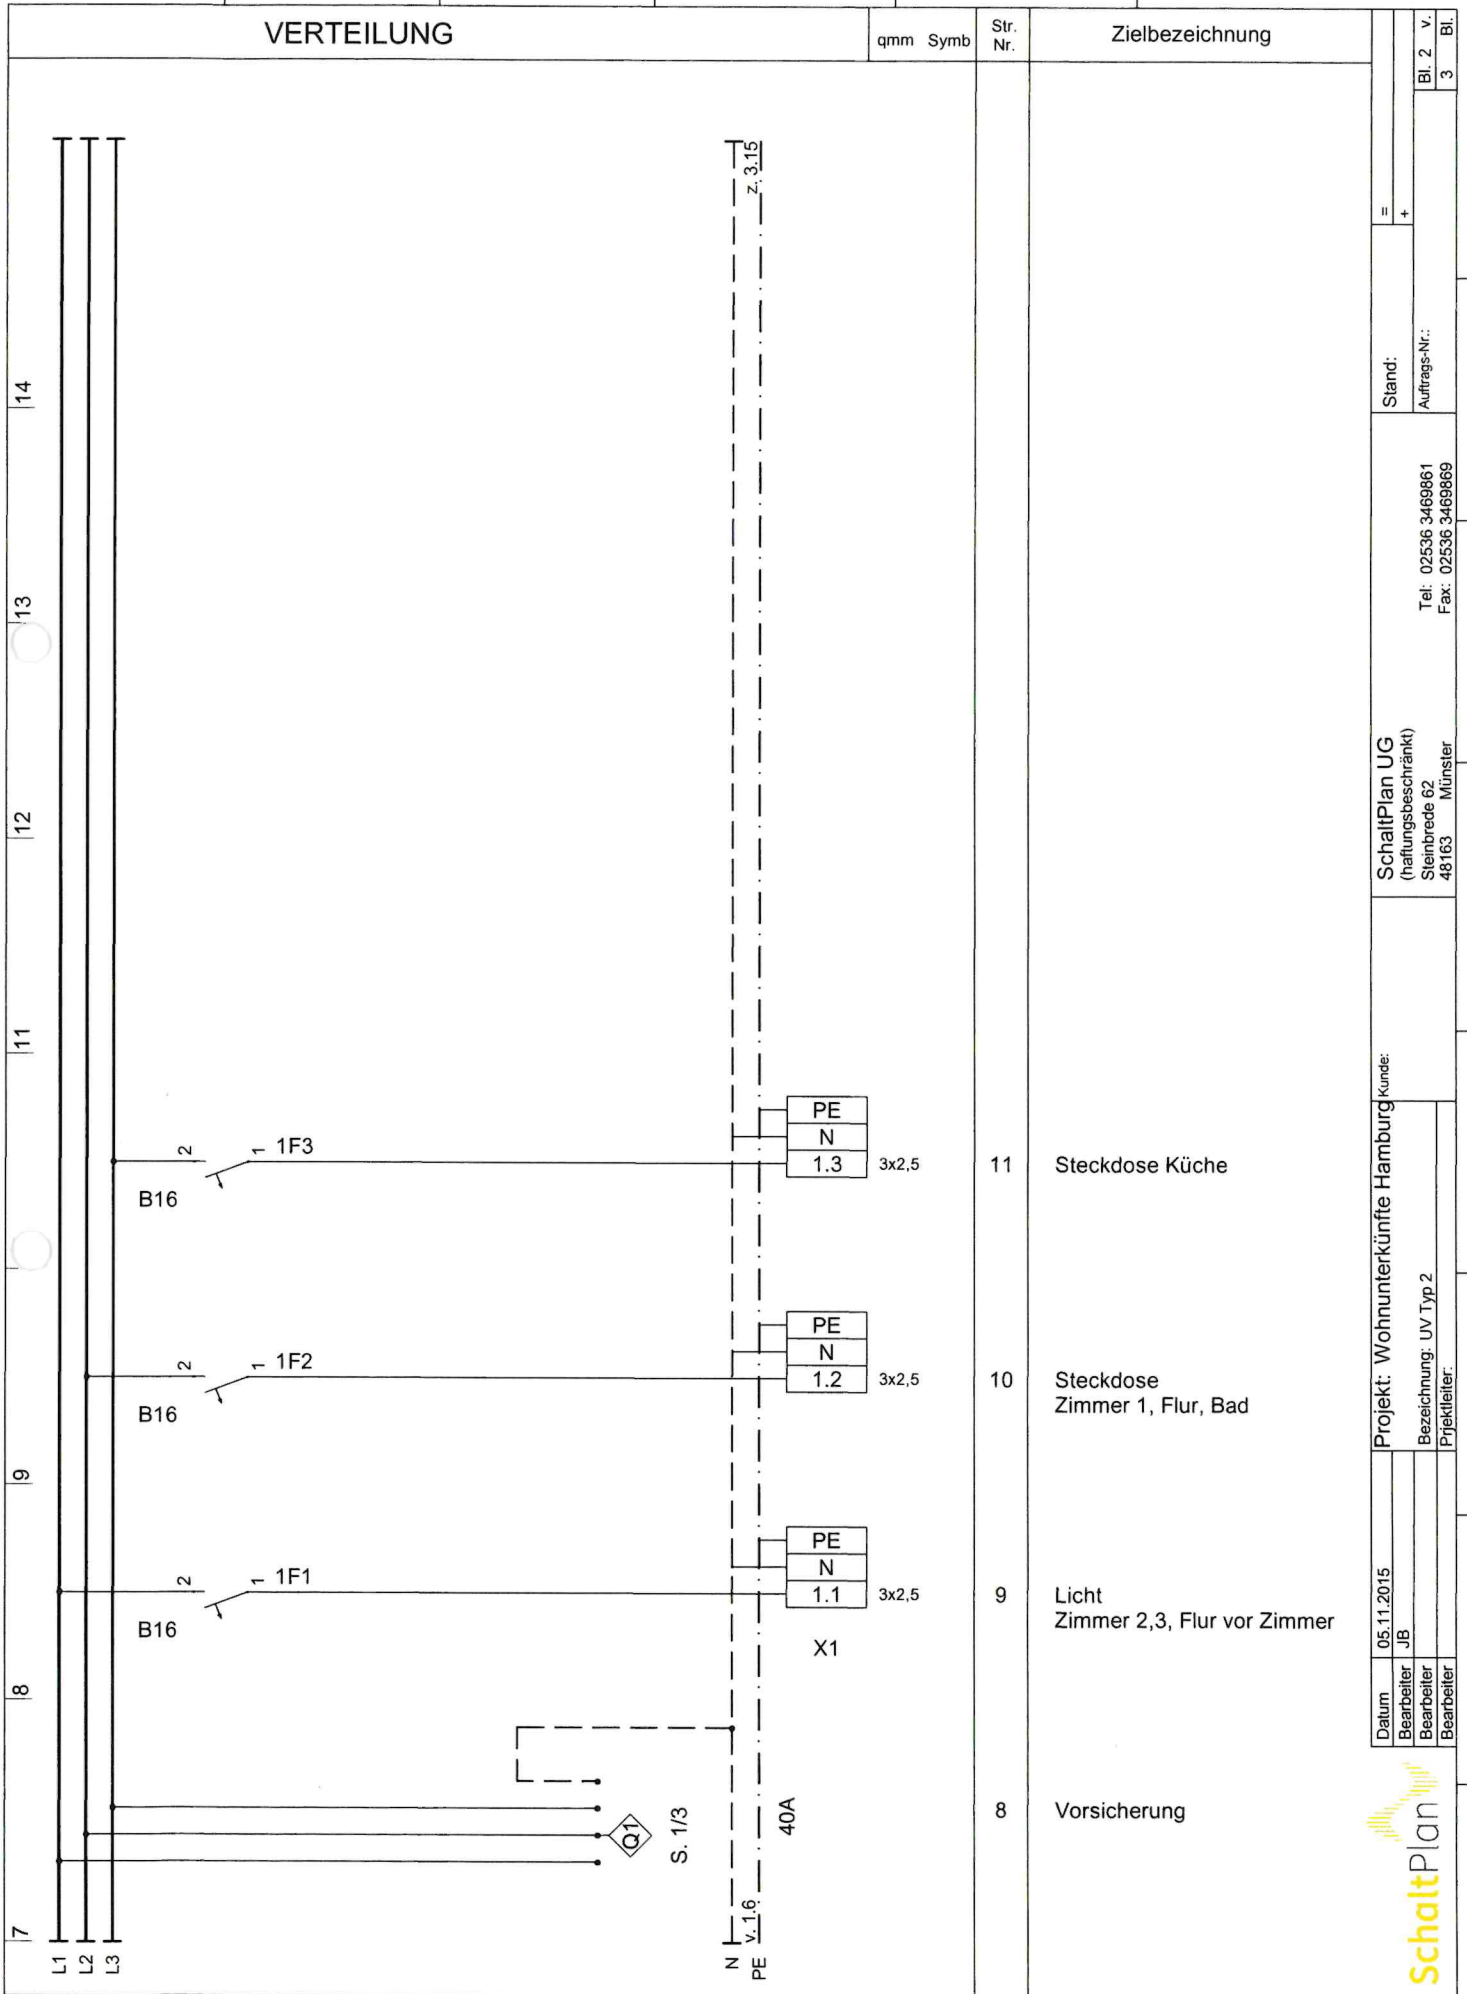 VERTEILUNG
qmm Symb
Str.
Nr.
Zielbezeichnung
14
13
12
11
9
8
7
L1
L2
L3
N
PE
v. 1.6
z. 3.15
2
1
1F3
B16
PE
N
1.3
3x2,5
11
Steckdose Küche
2
1
1F2
B16
PE
N
1.2
3x2,5
10
Steckdose
Zimmer 1, Flur, Bad
2
1
1F1
B16
PE
N
1.1
3x2,5
X1
9
Licht
Zimmer 2,3, Flur vor Zimmer
Q1
S. 1/3
40A
8
Vorsicherung
SchaltPlan
Datum 05.11.2015
Bearbeiter JB
Bearbeiter
Bearbeiter
Projekt: Wohnunterkünfte Hamburg
Bezeichnung: UV Typ 2
Prjektleiter:
Kunde:
SchaltPlan UG
(haftungsbeschränkt)
Steinbrede 62
48163 Münster
Tel: 02536 3469861
Fax: 02536 3469869
Stand:
Auftrags-Nr.:
=
+
Bl. 2 v.
3 Bl.